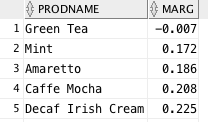 PRODNAME MARG
1 Green Tea -0.007
2 Mint 0.172
3 Amaretto 0.186
4 Caffe Mocha 0.208
5 Decaf Irish Cream 0.225